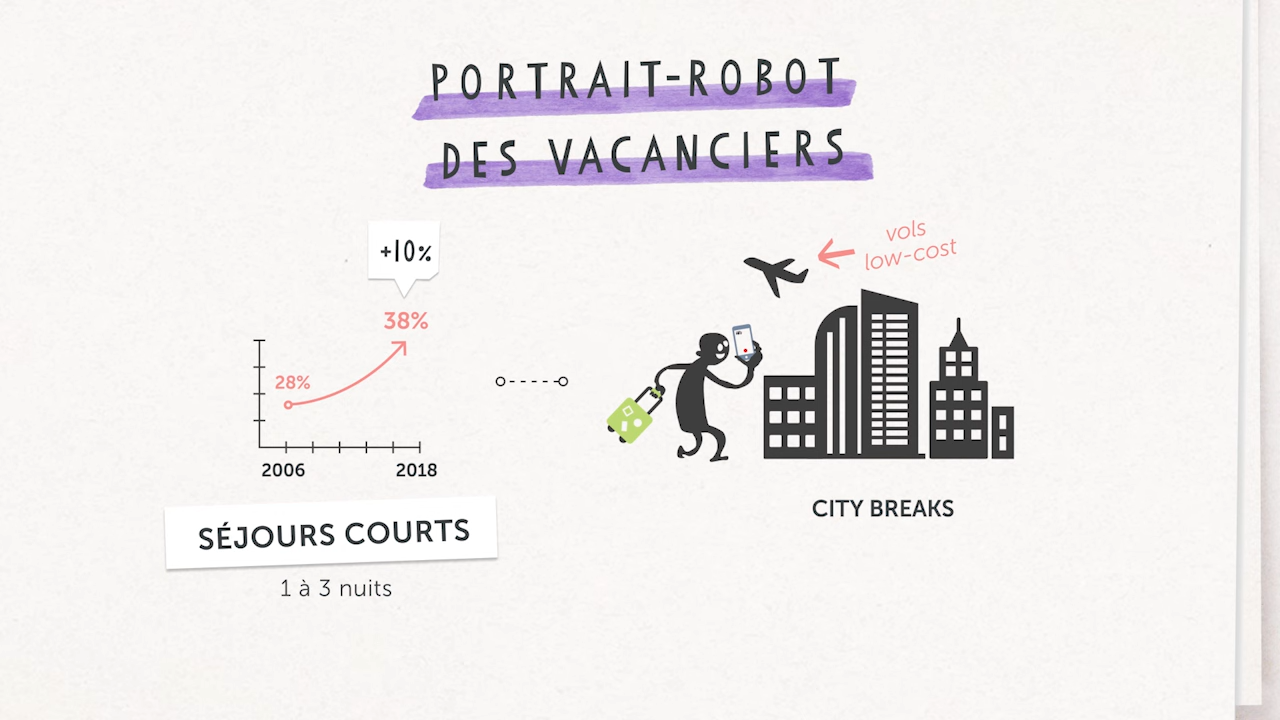 PORTRAIT-ROBOT
DES VACANCIERS
+10%
38%
28%
2006
2018
SÉJOURS COURTS
1 à 3 nuits
vols
low-cost
CITY BREAKS